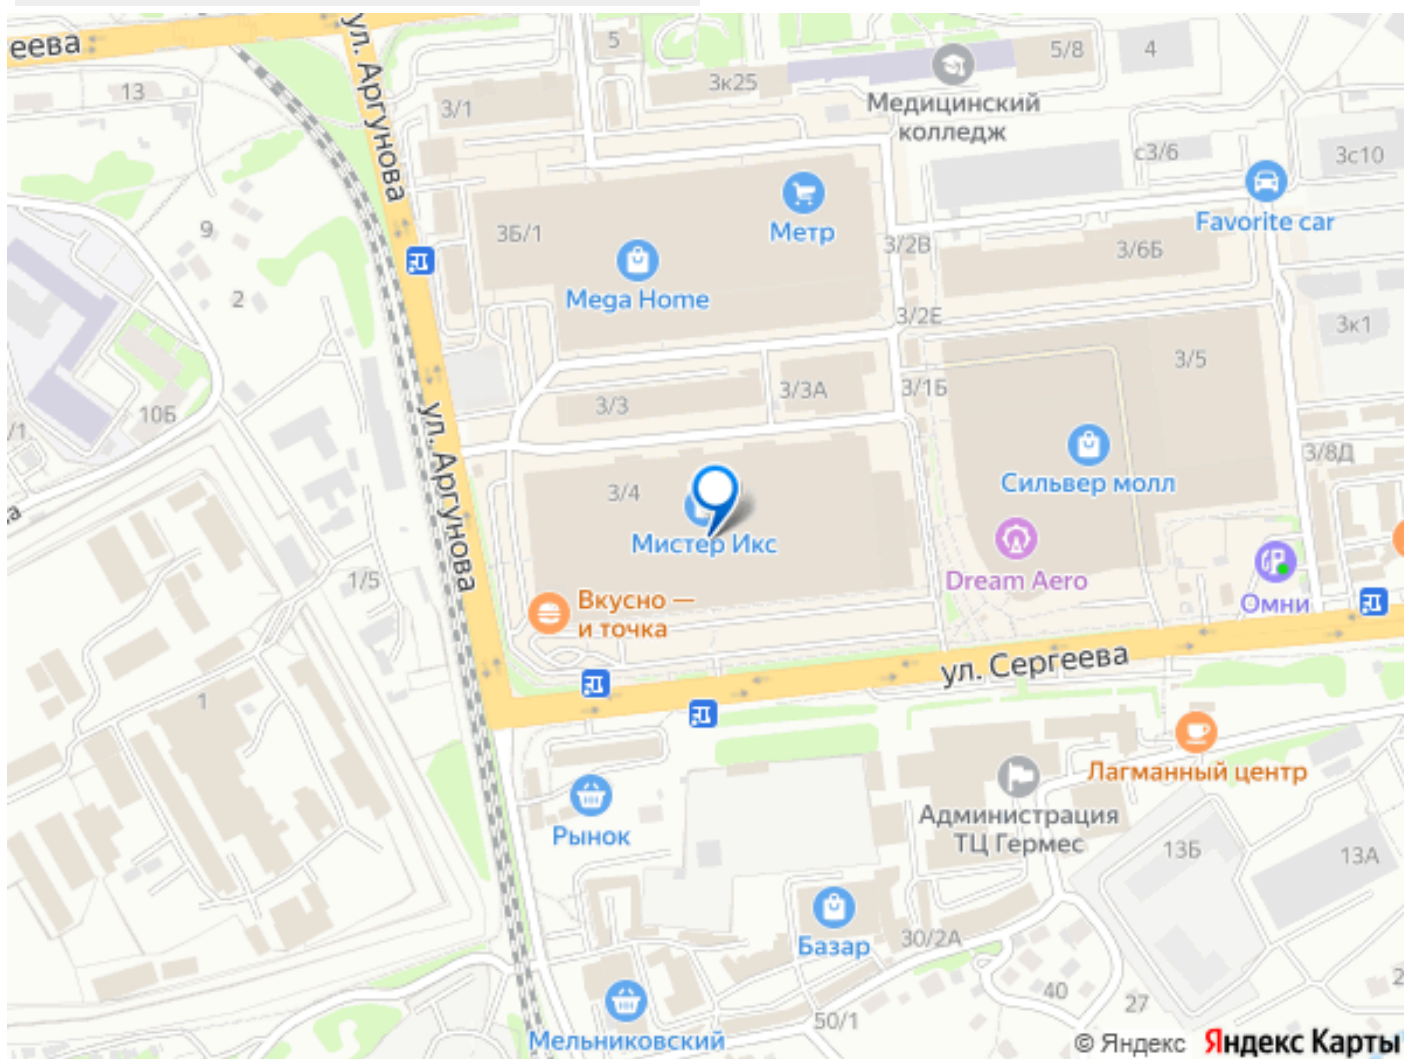 еева
ул. Аргунова
13
5
3к25
5/8
4
3/1
Медицинский
колледж
с3/6
3с10
9
3Б/1
Метр
3/2В
3/6Б
Favorite car
2
Mega Home
3/2Е
3к1
3/5
10Б
/1
3/3
3/3А
3/1Б
ул. Аргунова
3/4
Сильвер молл
3/8Д
а
Мистер Икс
1/5
Вкусно —
и точка
Dream Aero
Омни
ул. Сергеева
1
Рынок
Лагманный центр
Администрация
ТЦ Гермес
13Б
13А
Базар
30/2А
40
27
2
50/1
Мельниковский
© Яндекс Яндекс Карты